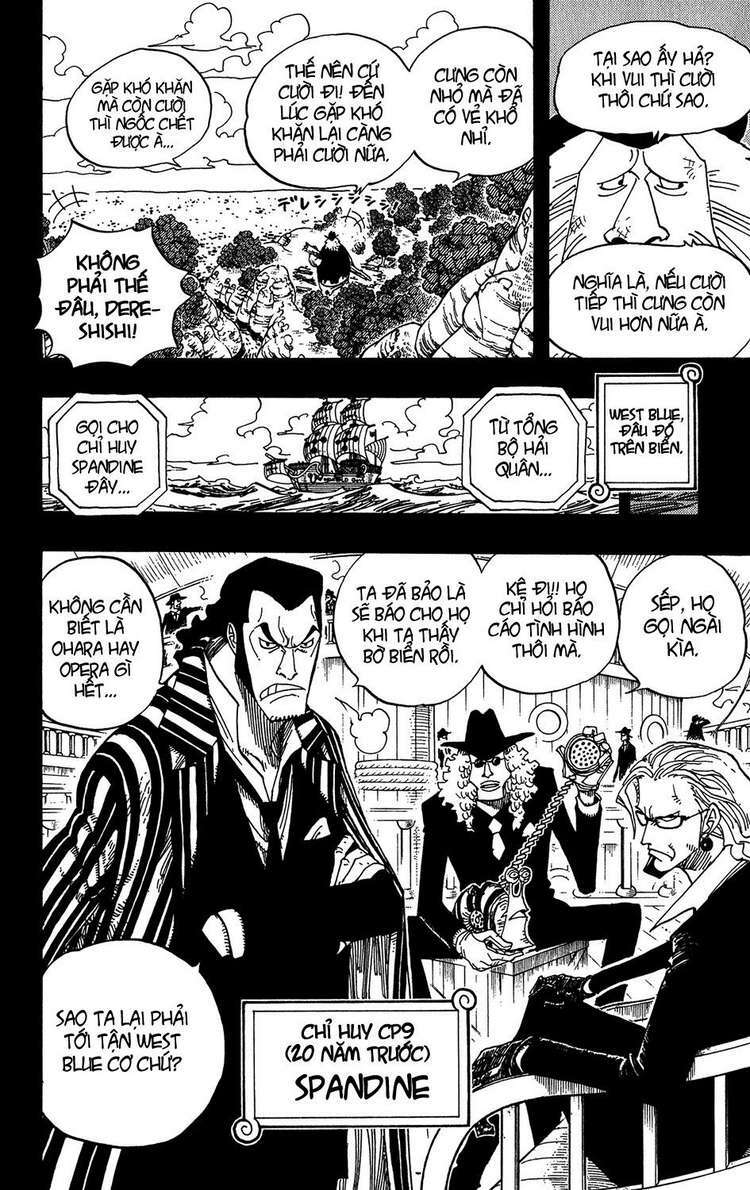 TẠI SAO ẤY HẢ?
KHI VUI THÌ CƯỜI
THÔI CHỨ SAO.
NGHĨA LÀ, NẾU CƯỜI
TIẾP THÌ CƯNG CÒN
VUI HƠN NỮA À.
CƯNG CÒN
NHỎ MÀ ĐÃ
CÓ VẺ KHỔ
NHỈ.
THẾ NÊN CỨ
CƯỜI ĐI! ĐẾN
LÚC GẶP KHÓ
KHĂN LẠI CÀNG
PHẢI CƯỜI NỮA.
GẶP KHÓ KHĂN
MÀ CÒN CƯỜI
THÌ NGỐC CHẾT
ĐƯỢC À...
デレシシシシシ
KHÔNG
PHẢI THẾ
ĐÂU, DERE-
SHISHI!
WEST BLUE,
ĐÂU ĐÓ
TRÊN BIỂN.
TỪ TỔNG
BỘ HẢI
QUÂN...
GỌI CHO
CHỈ HUY
SPANDINE
ĐÂY...
SẾP, HỌ
GỌI NGÀI
KÌA.
KỆ ĐI!! HỌ
CHỈ HỎI BÁO
CÁO TÌNH HÌNH
THÔI MÀ.
TA ĐÃ BẢO LÀ
SẼ BÁO CHO HỌ
KHI TA THẤY
BỜ BIỂN RỒI.
KHÔNG CẦN
BIẾT LÀ
OHARA HAY
OPERA GÌ
HẾT...
SAO TA LẠI PHẢI
TỚI TẬN WEST
BLUE CƠ CHỨ?
CHỈ HUY CP9
(20 NĂM TRƯỚC)
SPANDINE